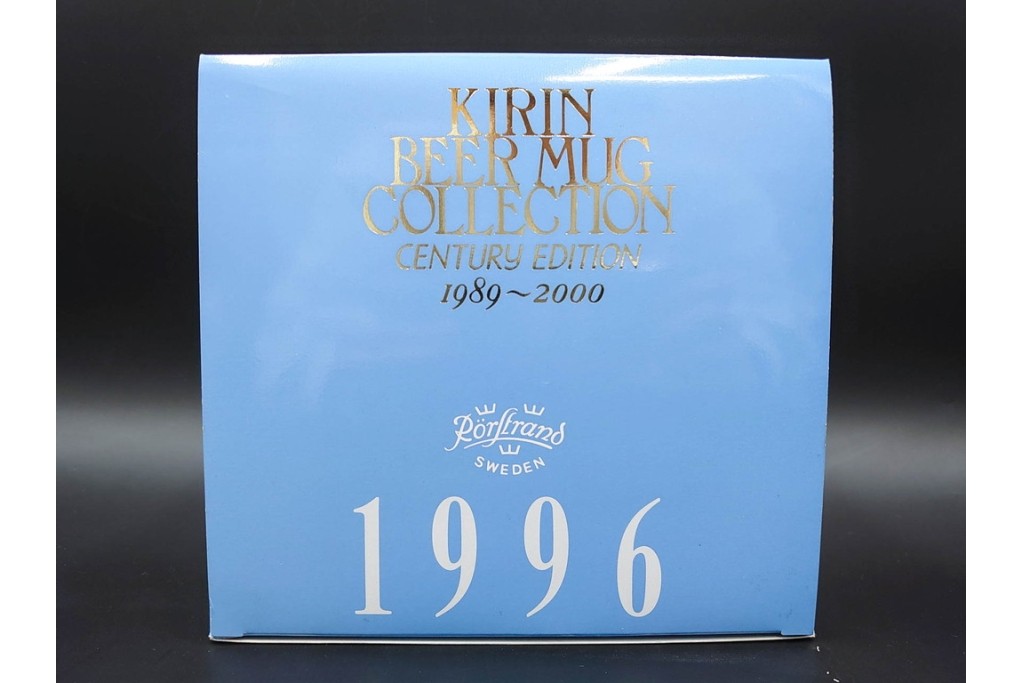 KIRIN
BEER MUG
COLLECTION
CENTURY EDITION
1989~2000
Rörstrand
SWEDEN
1996